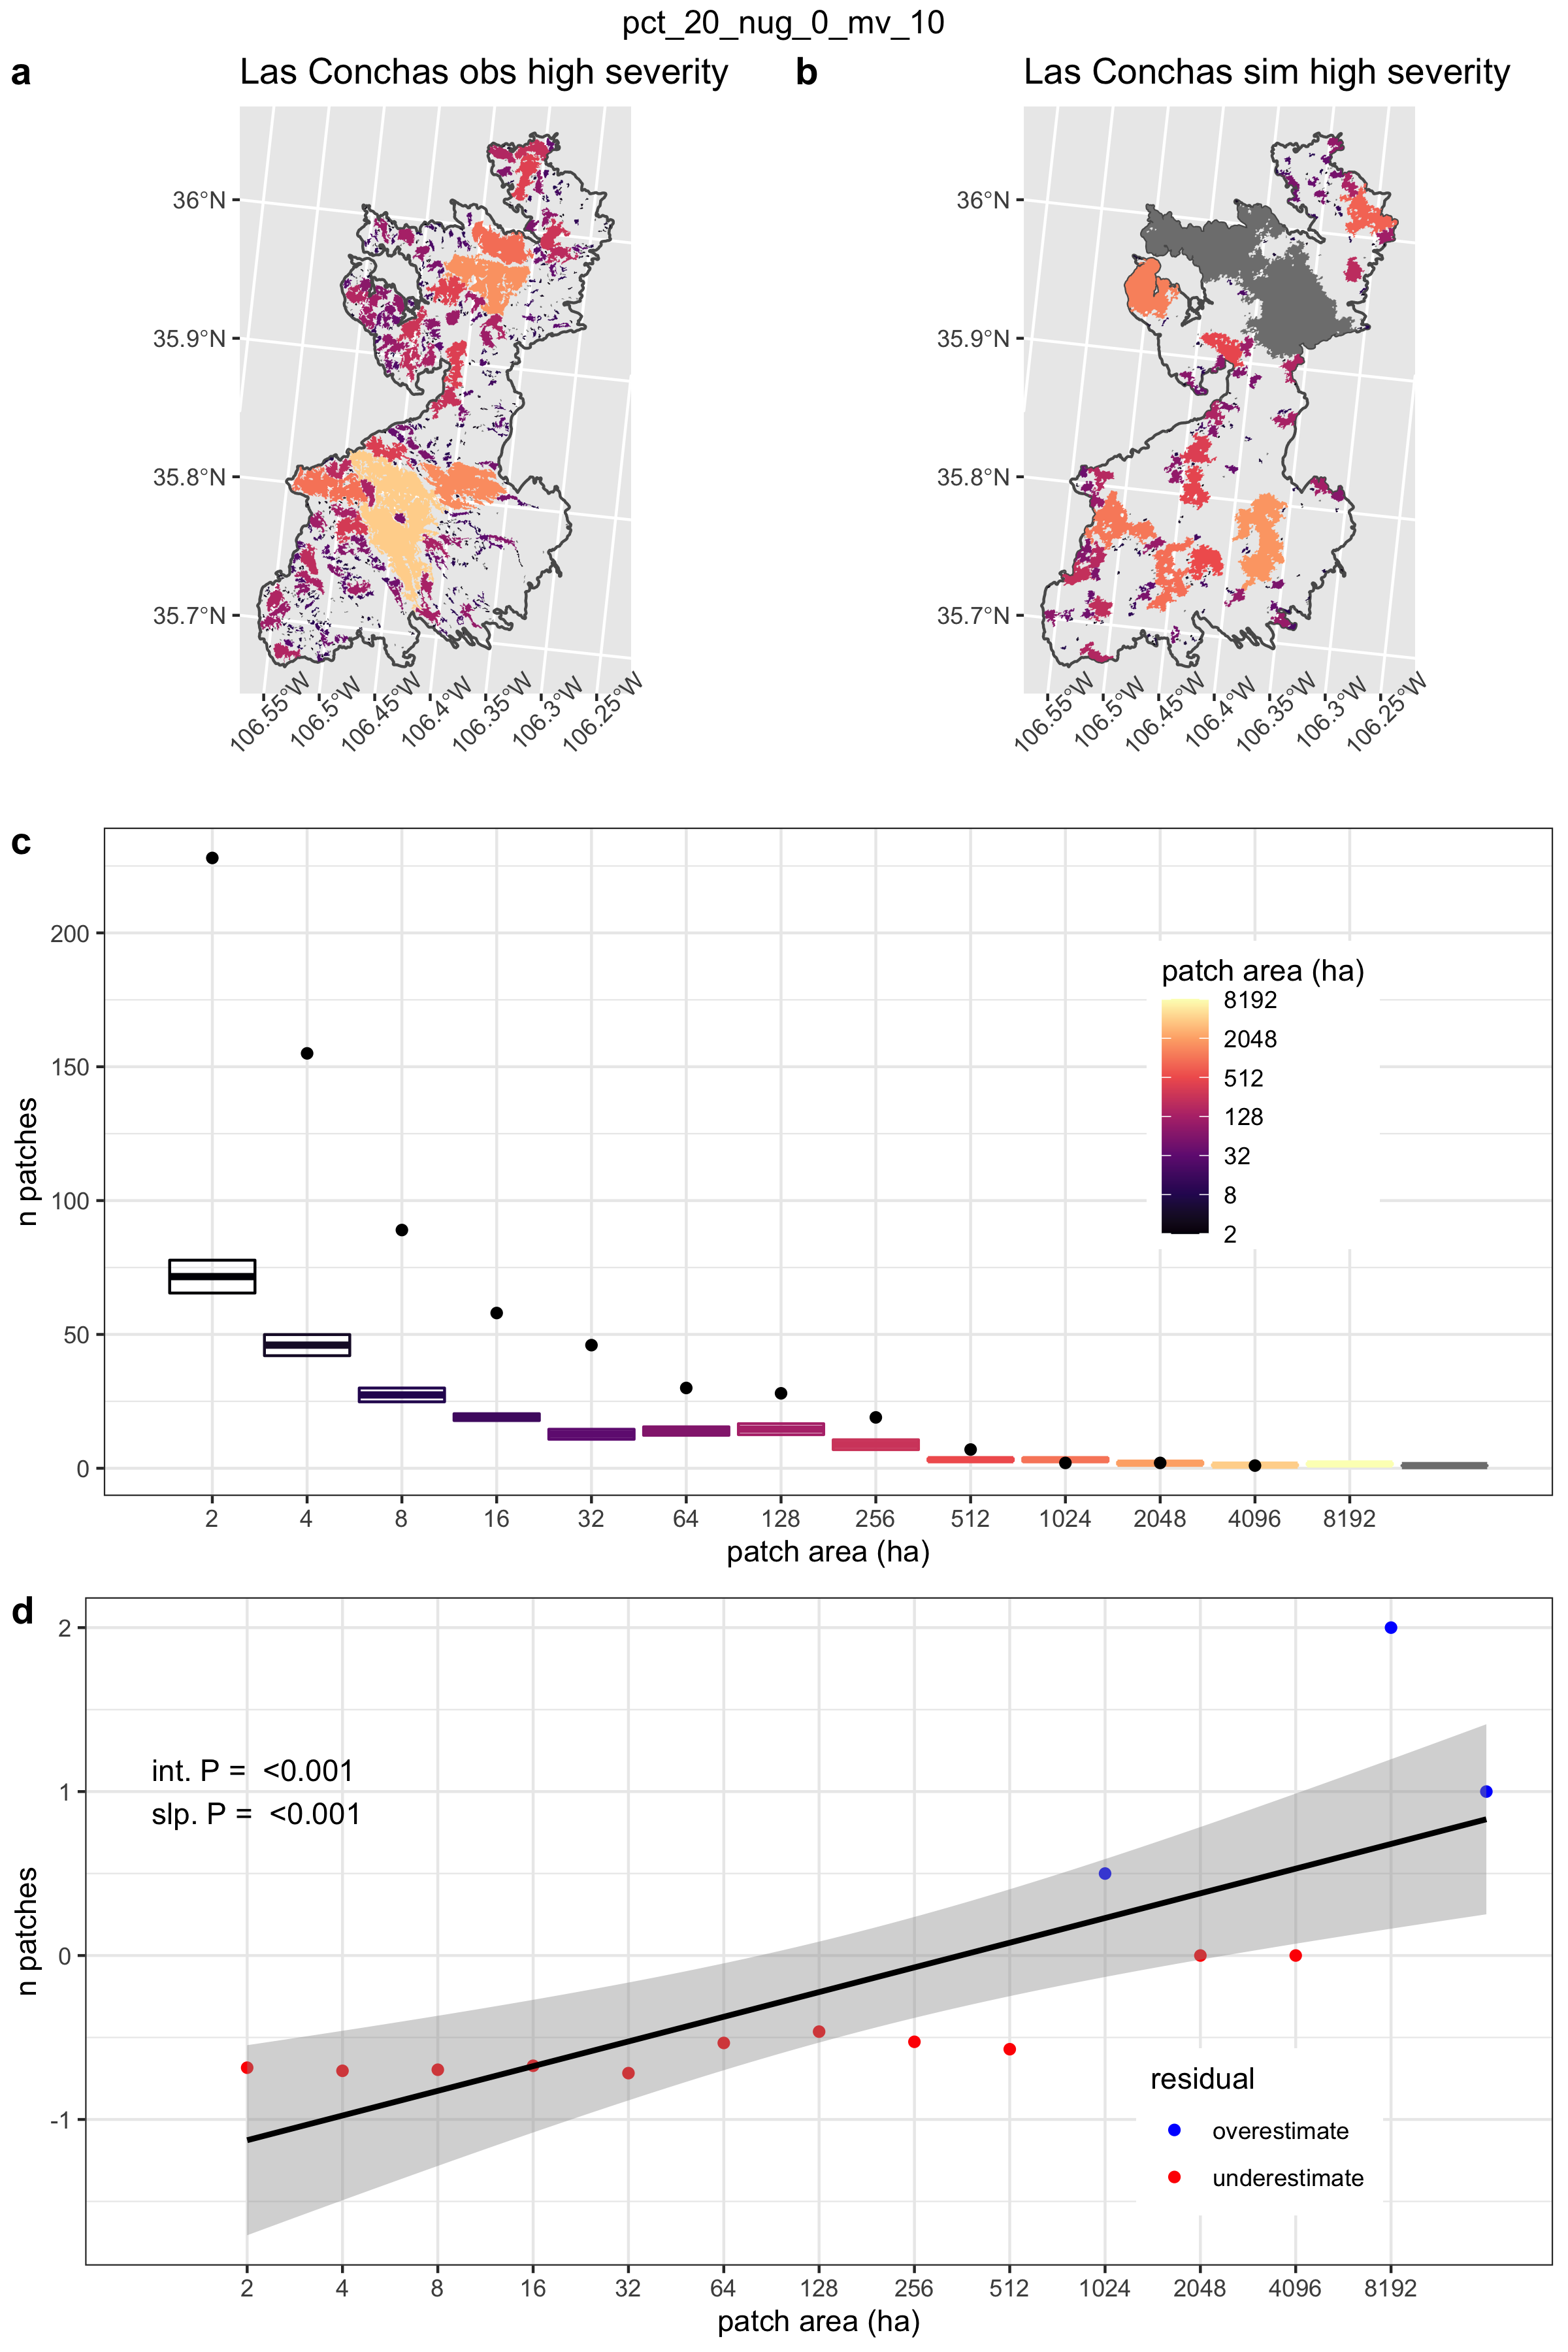 pct_20_nug_0_mv_10
a
Las Conchas obs high severity
b
Las Conchas sim high severity
36°N
35.9°N
35.8°N
35.7°N
106.55°W
106.5°W
106.45°W
106.4°W
106.35°W
106.3°W
106.25°W
36°N
35.9°N
35.8°N
35.7°N
106.55°W
106.5°W
106.45°W
106.4°W
106.35°W
106.3°W
106.25°W
c
n patches
200
150
100
50
0
patch area (ha)
8192
2048
512
128
32
8
2
2 4 8 16 32 64 128 256 512 1024 2048 4096 8192
patch area (ha)
d
n patches
2
1
0
-1
int. P = <0.001
slp. P = <0.001
residual
overestimate
underestimate
2 4 8 16 32 64 128 256 512 1024 2048 4096 8192
patch area (ha)